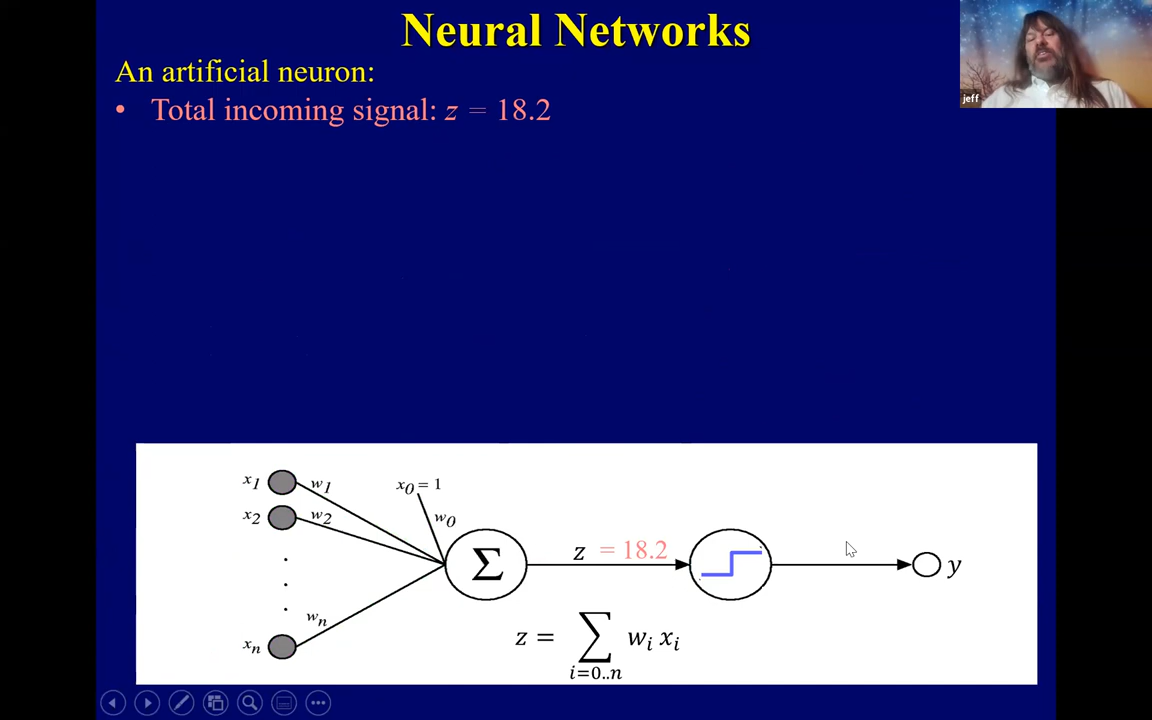 Neural Networks
An artificial neuron:
• Total incoming signal: z = 18.2
jeff
x1 w1 x0 = 1
x2 w2 w0
. . .
wn
xn
Σ z = 18.2 y
z = ∑ wi xi
i=0..n